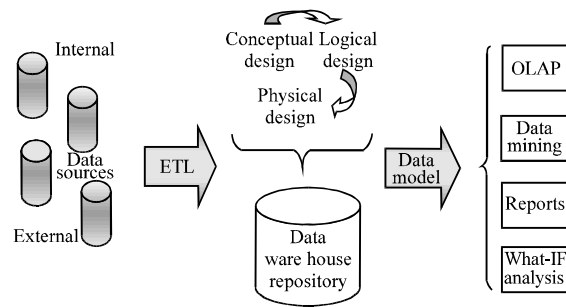 Internal
Data
sources
External
ETL
Conceptual
design
Logical
design
Physical
design
Data
ware house
repository
Data
model
OLAP
Data
mining
Reports
What-IF
analysis